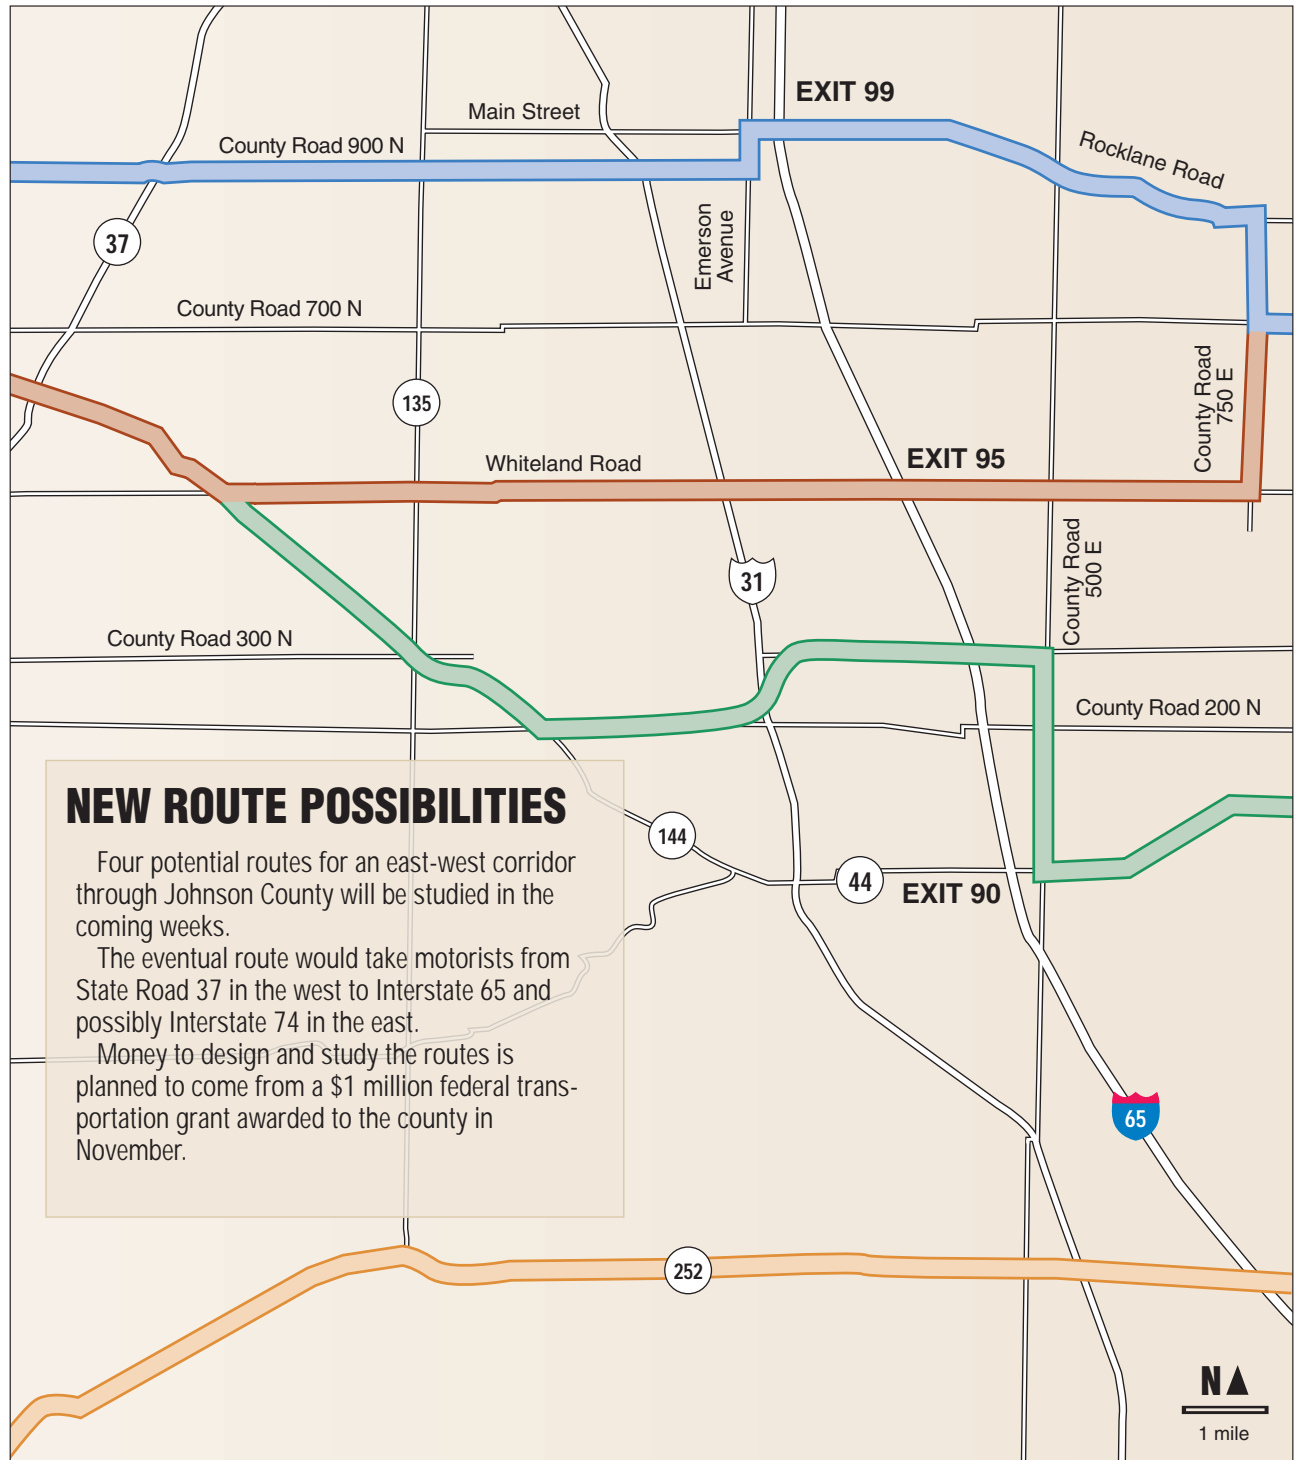 EXIT 99
Main Street
County Road 900 N
Rocklane Road
37
Emerson
Avenue
County Road 700 N
County Road
750 E
135
Whiteland Road
EXIT 95
County Road
500 E
31
County Road 300 N
County Road 200 N
NEW ROUTE POSSIBILITIES
Four potential routes for an east-west corridor
through Johnson County will be studied in the
coming weeks.
The eventual route would take motorists from
State Road 37 in the west to Interstate 65 and
possibly Interstate 74 in the east.
Money to design and study the routes is
planned to come from a $1 million federal trans-
portation grant awarded to the county in
November.
144
44
EXIT 90
65
252
N
1 mile